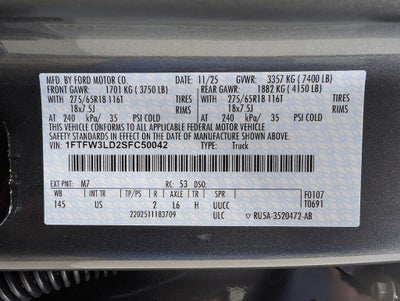 MFD. BY FORD MOTOR CO. 11/25 GVWR: 3357 KG ( 7400 LB)
FRONT GAWR: 1701 KG ( 3750 LB) REAR GAWR: 1882 KG ( 4150 LB)
WITH TIRES WITH TIRES
275/65R18 116T 275/65R18 116T
18x7.5J RIMS 18x7.5J RIMS
AT 240 kPa/ 35 PSI COLD AT 240 kPa/ 35 PSI COLD
THIS VEHICLE CONFORMS TO ALL APPLICABLE FEDERAL MOTOR VEHICLE
SAFETY STANDARDS IN EFFECT ON THE DATE OF MANUFACTURE SHOWN ABOVE.
VIN: 1FTFW3LD2SFC50042 TYPE: Truck
EXT PNT: M7 RC: 53 DSO:
WB INT TR TP/PS R AXLE TR SPR F0107
145 US 2 L6 H UUCC T0691
2202511183709 ULC RU5A-3520472-AB